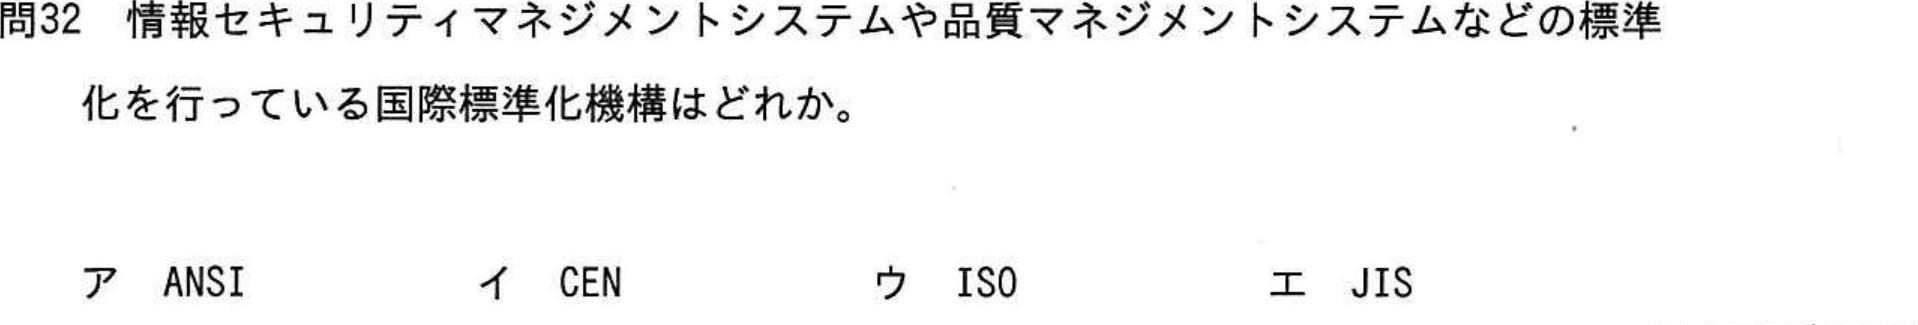 問32　情報セキュリティマネジメントシステムや品質マネジメントシステムなどの標準
化を行っている国際標準化機構はどれか。
ア　ANSI　イ　CEN　ウ　ISO　エ　JIS